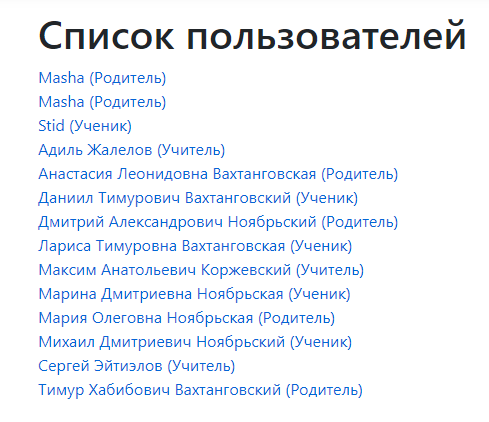 Список пользователей
Masha (Родитель)
Masha (Родитель)
Stid (Ученик)
Адиль Жалелов (Учитель)
Анастасия Леонидовна Вахтанговская (Родитель)
Даниил Тимурович Вахтанговский (Ученик)
Дмитрий Александрович Ноябрьский (Родитель)
Лариса Тимуровна Вахтанговская (Ученик)
Максим Анатольевич Коржевский (Учитель)
Марина Дмитриевна Ноябрьская (Ученик)
Мария Олеговна Ноябрьская (Родитель)
Михаил Дмитриевич Ноябрьский (Ученик)
Сергей Эйтиэлов (Учитель)
Тимур Хабибович Вахтанговский (Родитель)